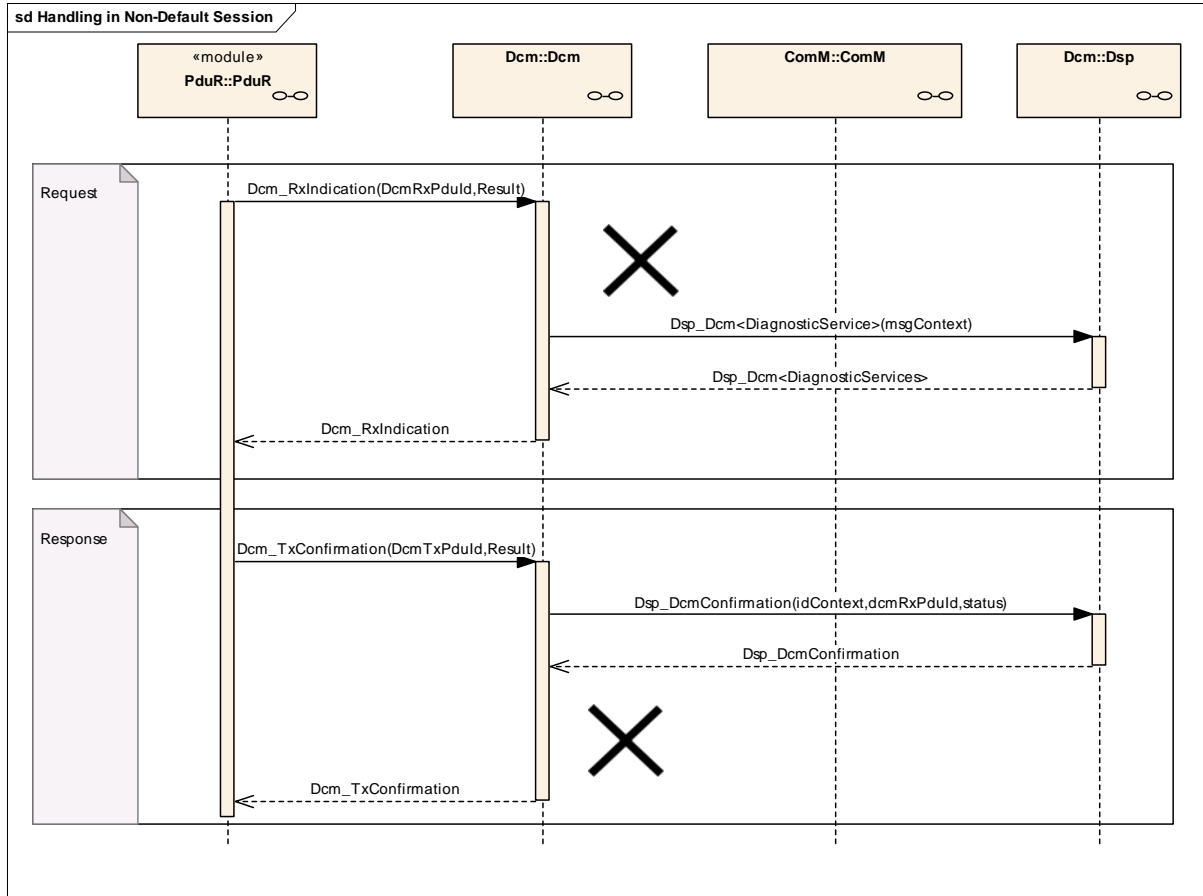 sd Handling in Non-Default Session
«module»
PduR::PduR
Dcm::Dcm
ComM::ComM
Dcm::Dsp
Request
Dcm_RxIndication(DcmRxPduId,Result)
Dsp_Dcm<DiagnosticService>(msgContext)
Dsp_Dcm<DiagnosticServices>
Dcm_RxIndication
Response
Dcm_TxConfirmation(DcmTxPduId,Result)
Dsp_DcmConfirmation(idContext,dcmRxPduId,status)
Dsp_DcmConfirmation
Dcm_TxConfirmation